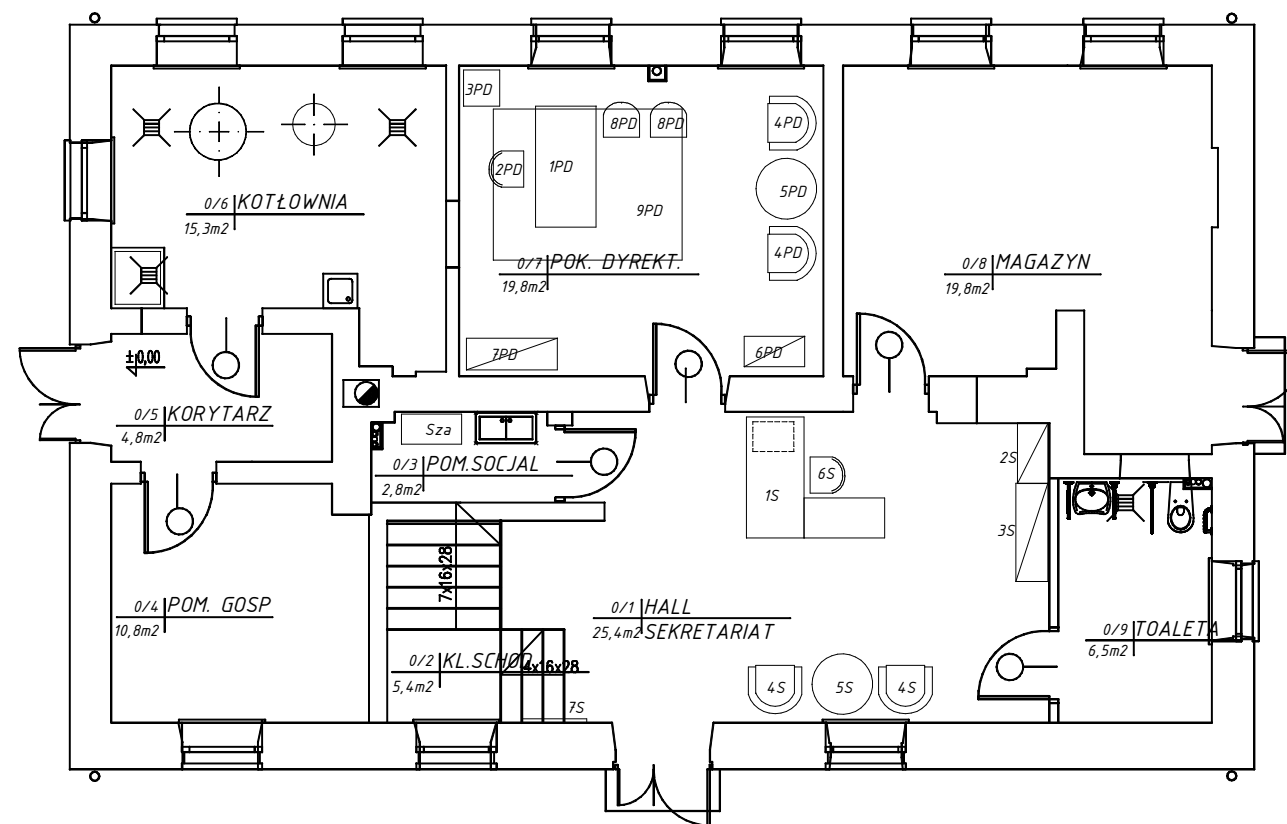 3PD
8PD
8PD
4PD
2PD
1PD
5PD
9PD
0/6 KOTŁOWNIA
15,3m2
4PD
0/7 POK. DYREKT.
19,8m2
0/8 MAGAZYN
19,8m2
±0,00
7PD
6PD
0/5 KORYTARZ
4,8m2
Sza
0/3 POM.SOCJAL
2,8m2
2S
6S
1S
3S
7x16x28
0/4 POM. GOSP
10,8m2
0/1 HALL
25,4m2 SEKRETARIAT
0/9 TOALETA
6,5m2
0/2 KL.SCHOD
5,4m2
4x16x28
4S
5S
4S
7S